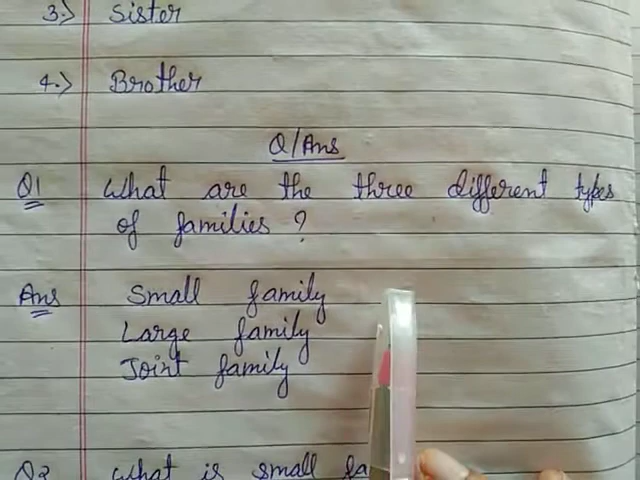 3.) Sister
4.) Brother
Q/Ans
Q1 What are the three different types
of families ?
Ans Small family
Large family
Joint family
Q2 What is small fa